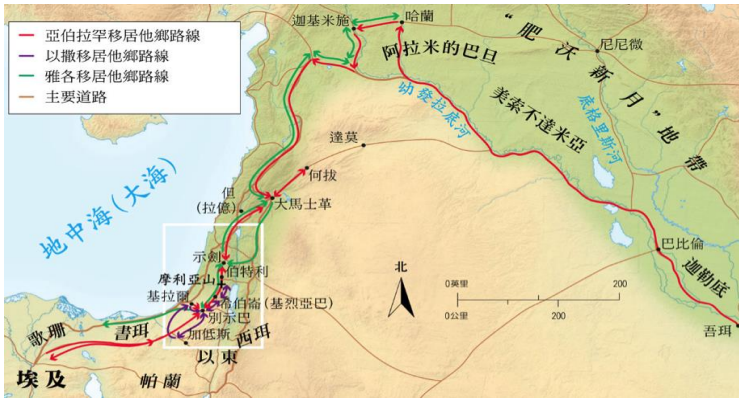 亞伯拉罕移居他鄉路線
以撒移居他鄉路線
雅各移居他鄉路線
主要道路
迦基米施
哈蘭
阿拉米的巴旦
“肥沃新月”地帶
尼尼微
幼發拉底河
美索不達米亞
底格里斯河
達莫
何拔
但
(拉億)
大馬士革
地中海(大海)
示劍
伯特利
摩利亞山
基拉爾
希伯崙(基烈亞巴)
別示巴
加低斯
歌珊
書珥
西珥
以東
埃及
帕蘭
北
0英里
200
0公里
200
巴比倫
迦勒底
吾珥